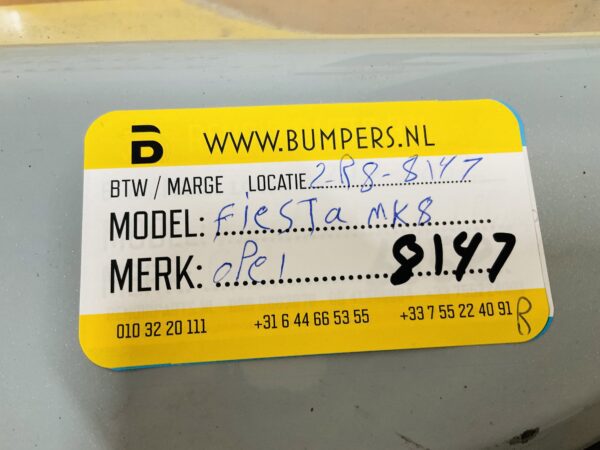 B WWW.BUMPERS.NL
BTW / MARGE LOCATIE 2-R8-8147
MODEL: fiesta MK8
MERK: opel 8147
010 32 20 111 +31 6 44 66 53 55 +33 7 55 22 40 91 R